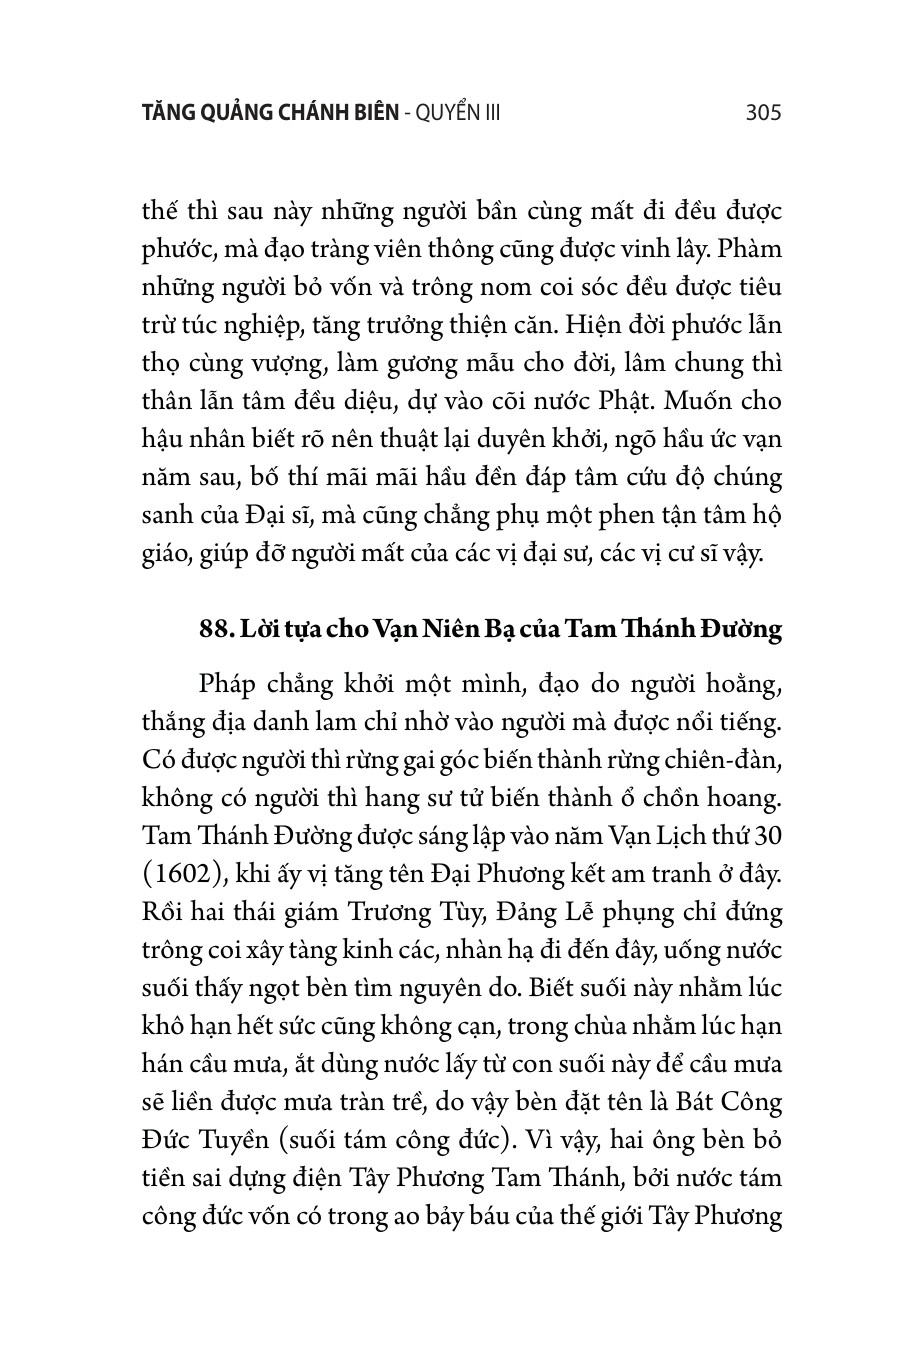 TĂNG QUẢNG CHÁNH BIÊN - QUYỂN III 305
thế thì sau này những người bần cùng mất đi đều được
phước, mà đạo tràng viên thông cũng được vinh lây. Phàm
những người bỏ vốn và trông nom coi sóc đều được tiêu
trừ túc nghiệp, tăng trưởng thiện căn. Hiện đời phước lẫn
thọ cùng vượng, làm gương mẫu cho đời, lâm chung thì
thân lẫn tâm đều diệu, dự vào cõi nước Phật. Muốn cho
hậu nhân biết rõ nên thuật lại duyên khởi, ngõ hầu ức vạn
năm sau, bố thí mãi mãi hầu đền đáp tâm cứu độ chúng
sanh của Đại sĩ, mà cũng chẳng phụ một phen tận tâm hộ
giáo, giúp đỡ người mất của các vị đại sư, các vị cư sĩ vậy.
88. Lời tựa cho Vạn Niên Bạ của Tam Thánh Đường
Pháp chẳng khởi một mình, đạo do người hoằng,
thắng địa danh lam chỉ nhờ vào người mà được nổi tiếng.
Có được người thì rừng gai góc biến thành rừng chiên-đàn,
không có người thì hang sư tử biến thành ổ chồn hoang.
Tam Thánh Đường được sáng lập vào năm Vạn Lịch thứ 30
(1602), khi ấy vị tăng tên Đại Phương kết am tranh ở đây.
Rồi hai thái giám Trương Tùy, Đảng Lễ phụng chỉ đứng
trông coi xây tàng kinh các, nhàn hạ đi đến đây, uống nước
suối thấy ngọt bèn tìm nguyên do. Biết suối này nhằm lúc
khô hạn hết sức cũng không cạn, trong chùa nhằm lúc hạn
hán cầu mưa, ắt dùng nước lấy từ con suối này để cầu mưa
sẽ liền được mưa tràn trề, do vậy bèn đặt tên là Bát Công
Đức Tuyền (suối tám công đức). Vì vậy, hai ông bèn bỏ
tiền sai dựng điện Tây Phương Tam Thánh, bởi nước tám
công đức vốn có trong ao bảy báu của thế giới Tây Phương